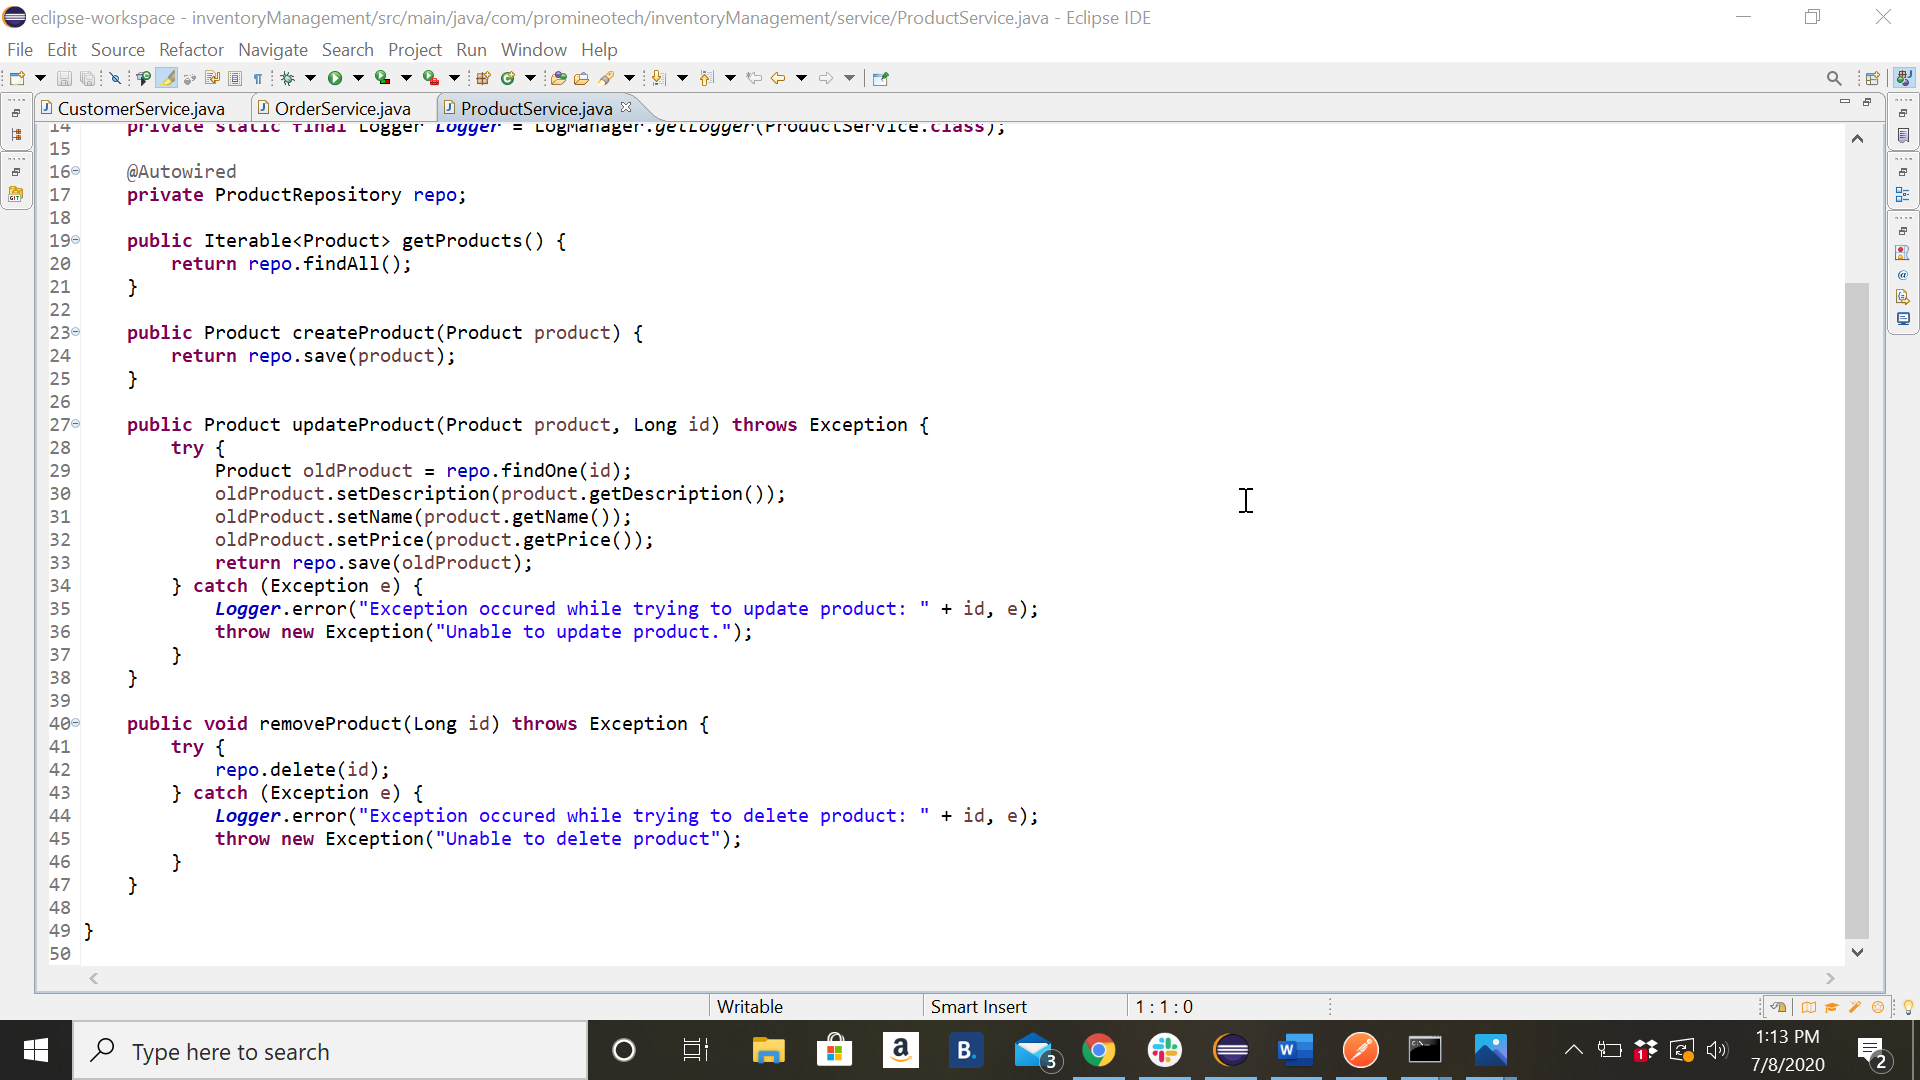 eclipse-workspace - inventoryManagement/src/main/java/com/promineotech/inventoryManagement/service/ProductService.java - Eclipse IDE
File Edit Source Refactor Navigate Search Project Run Window Help
CustomerService.java OrderService.java ProductService.java
14 private static final Logger Logger = LogManager.getLogger(ProductService.class);
15
16 @Autowired
17 private ProductRepository repo;
18
19 public Iterable<Product> getProducts() {
20 return repo.findAll();
21 }
22
23 public Product createProduct(Product product) {
24 return repo.save(product);
25 }
26
27 public Product updateProduct(Product product, Long id) throws Exception {
28 try {
29 Product oldProduct = repo.findOne(id);
30 oldProduct.setDescription(product.getDescription());
31 oldProduct.setName(product.getName());
32 oldProduct.setPrice(product.getPrice());
33 return repo.save(oldProduct);
34 } catch (Exception e) {
35 Logger.error("Exception occured while trying to update product: " + id, e);
36 throw new Exception("Unable to update product.");
37 }
38 }
39
40 public void removeProduct(Long id) throws Exception {
41 try {
42 repo.delete(id);
43 } catch (Exception e) {
44 Logger.error("Exception occured while trying to delete product: " + id, e);
45 throw new Exception("Unable to delete product");
46 }
47 }
48
49 }
50
Writable Smart Insert 1 : 1 : 0
Type here to search
B.
3
1
1:13 PM
7/8/2020
2